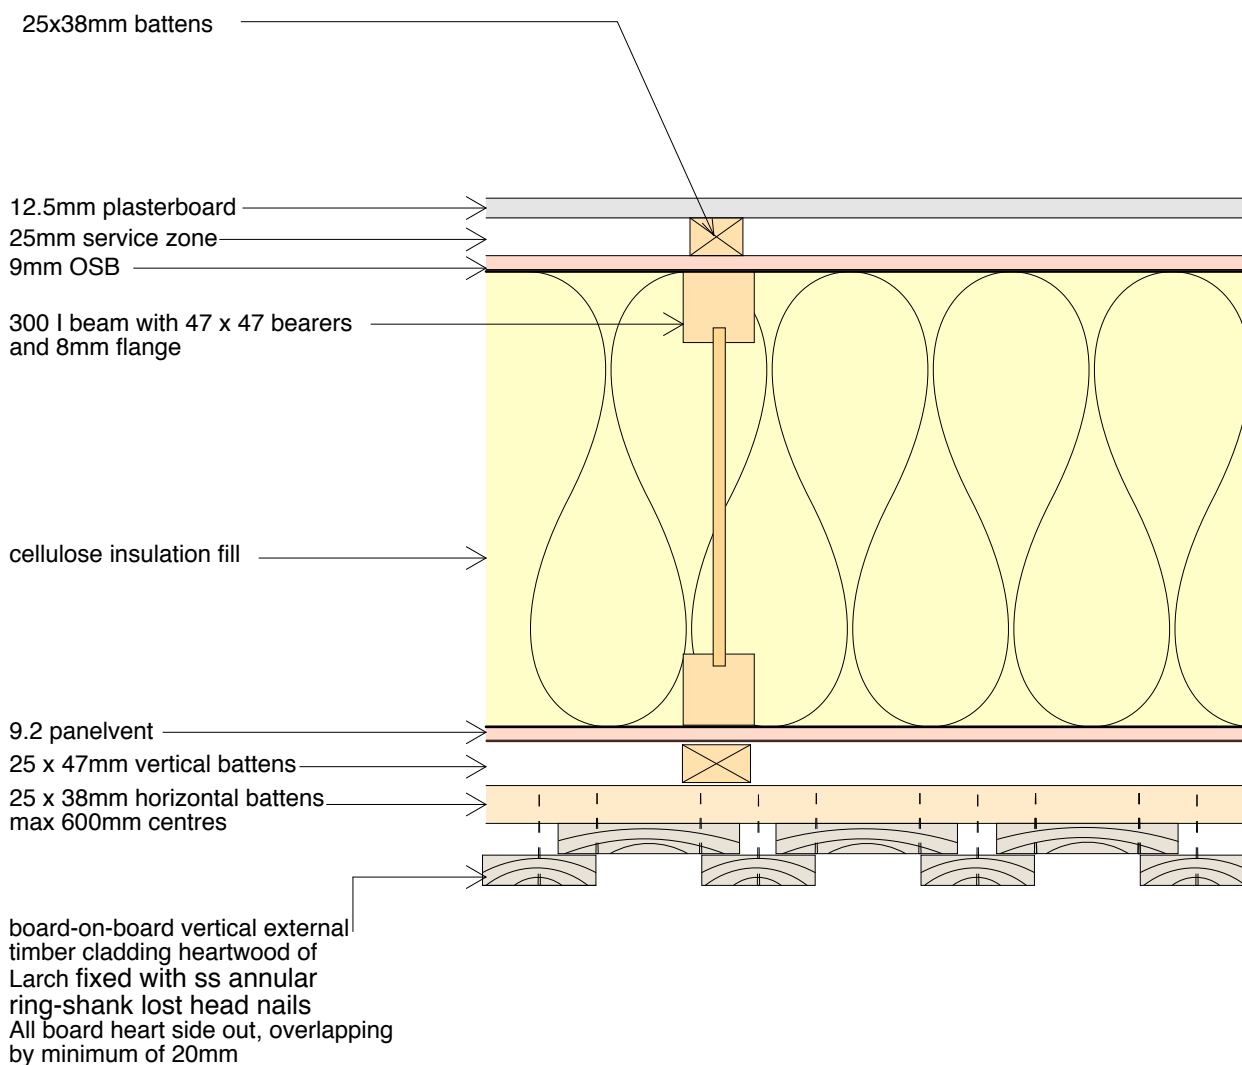 25x38mm battens
12.5mm plasterboard
25mm service zone
9mm OSB
300 I beam with 47 x 47 bearers
and 8mm flange
cellulose insulation fill
9.2 panelvent
25 x 47mm vertical battens
25 x 38mm horizontal battens
max 600mm centres
board-on-board vertical external
timber cladding heartwood of
Larch fixed with ss annular
ring-shank lost head nails
All board heart side out, overlapping
by minimum of 20mm